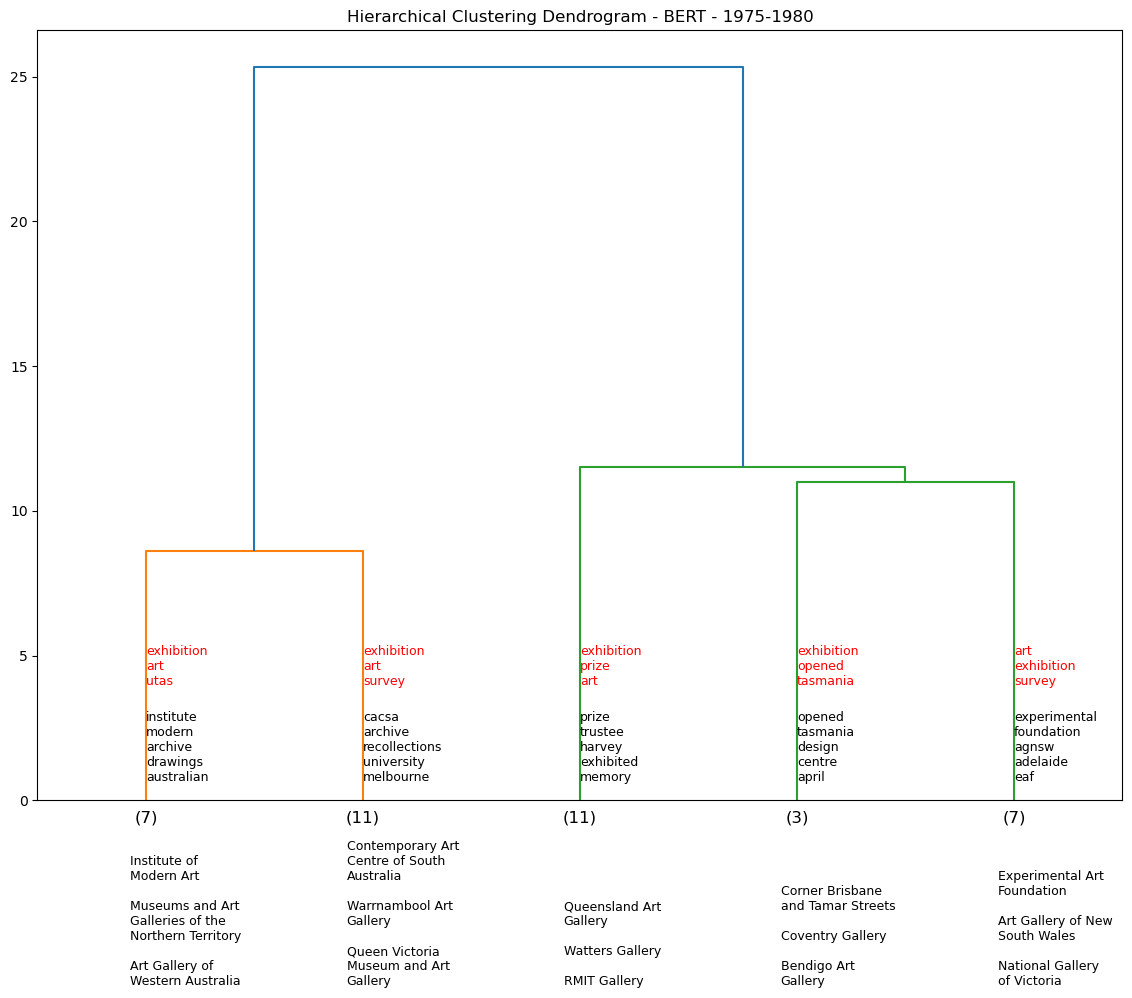 Hierarchical Clustering Dendrogram - BERT - 1975-1980
25
20
15
10
5
0
exhibition
art
utas
institute
modern
archive
drawings
australian
exhibition
art
survey
cacsa
archive
recollections
university
melbourne
exhibition
prize
art
prize
trustee
harvey
exhibited
memory
exhibition
opened
tasmania
opened
tasmania
design
centre
april
art
exhibition
survey
experimental
foundation
agnsw
adelaide
eaf
(7)
(11)
(11)
(3)
(7)
Institute of
Modern Art
Museums and Art
Galleries of the
Northern Territory
Art Gallery of
Western Australia
Contemporary Art
Centre of South
Australia
Warrnambool Art
Gallery
Queen Victoria
Museum and Art
Gallery
Queensland Art
Gallery
Watters Gallery
RMIT Gallery
Corner Brisbane
and Tamar Streets
Coventry Gallery
Bendigo Art
Gallery
Experimental Art
Foundation
Art Gallery of New
South Wales
National Gallery
of Victoria